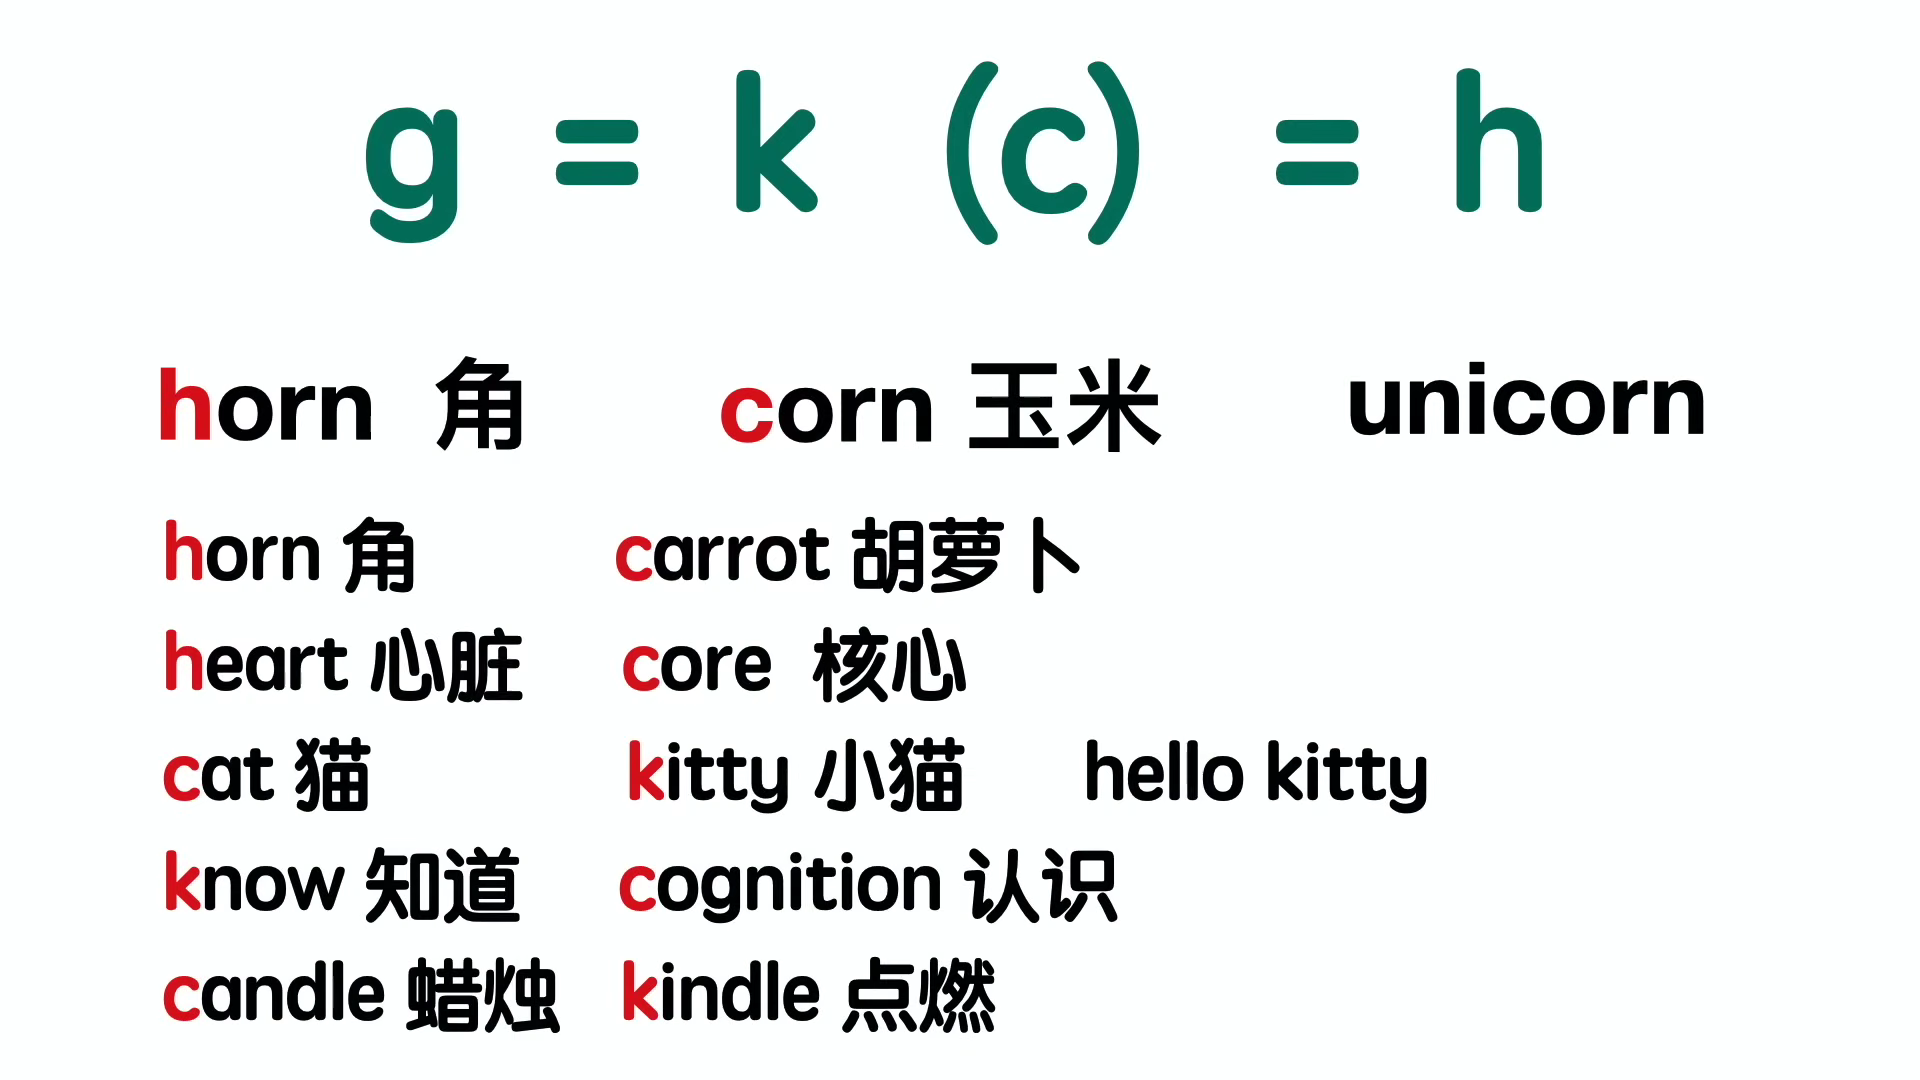 g = k (c) = h
horn 角 corn 玉米 unicorn
horn 角 carrot 胡萝卜
heart 心脏 core 核心
cat 猫 kitty 小猫 hello kitty
know 知道 cognition 认识
candle 蜡烛 kindle 点燃